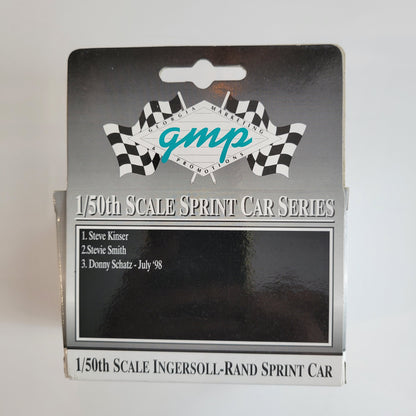 GEORGIA MARKETING
gmp
& PROMOTIONS
1/50th SCALE SPRINT CAR SERIES
1. Steve Kinser
2.Stevie Smith
3. Donny Schatz - July '98
1/50th SCALE INGERSOLL-RAND SPRINT CAR